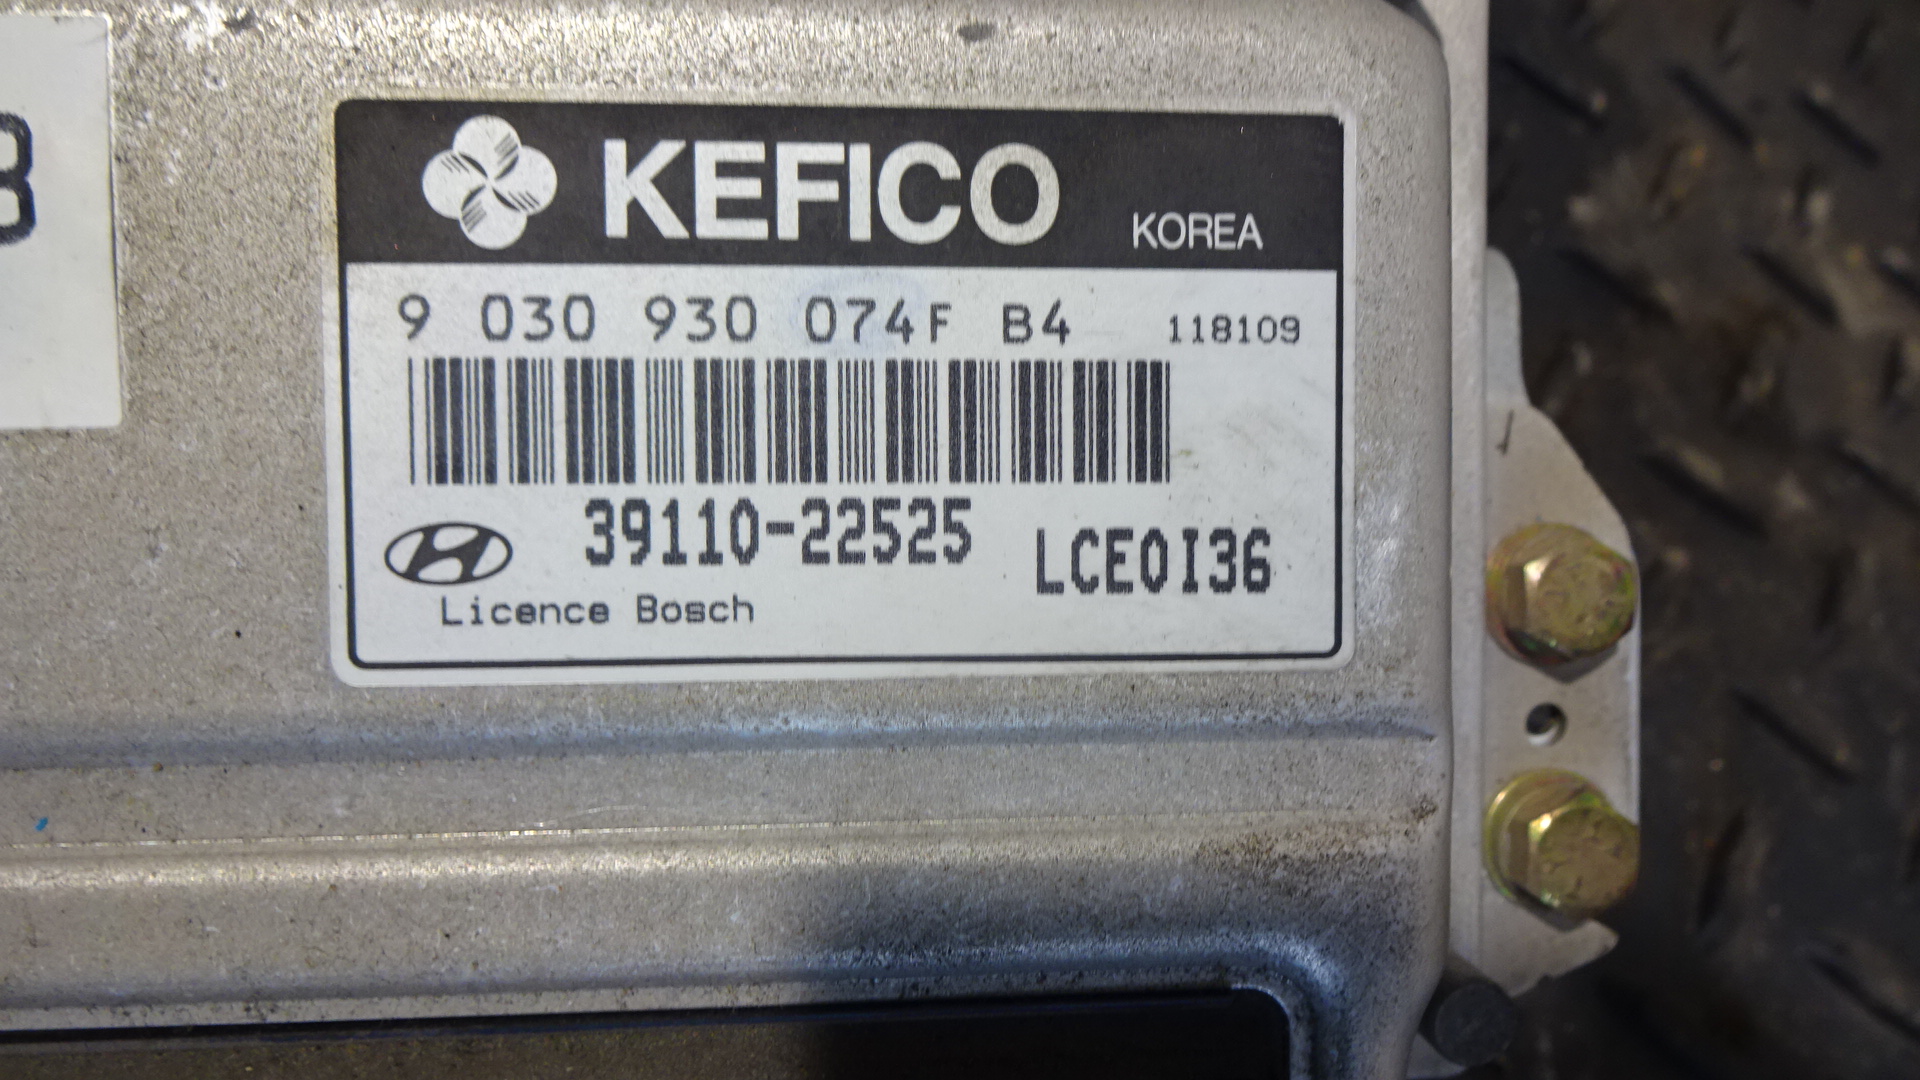 KEFICO KOREA
9 030 930 074F B4 118109
39110-22525 LCE0I36
Licence Bosch